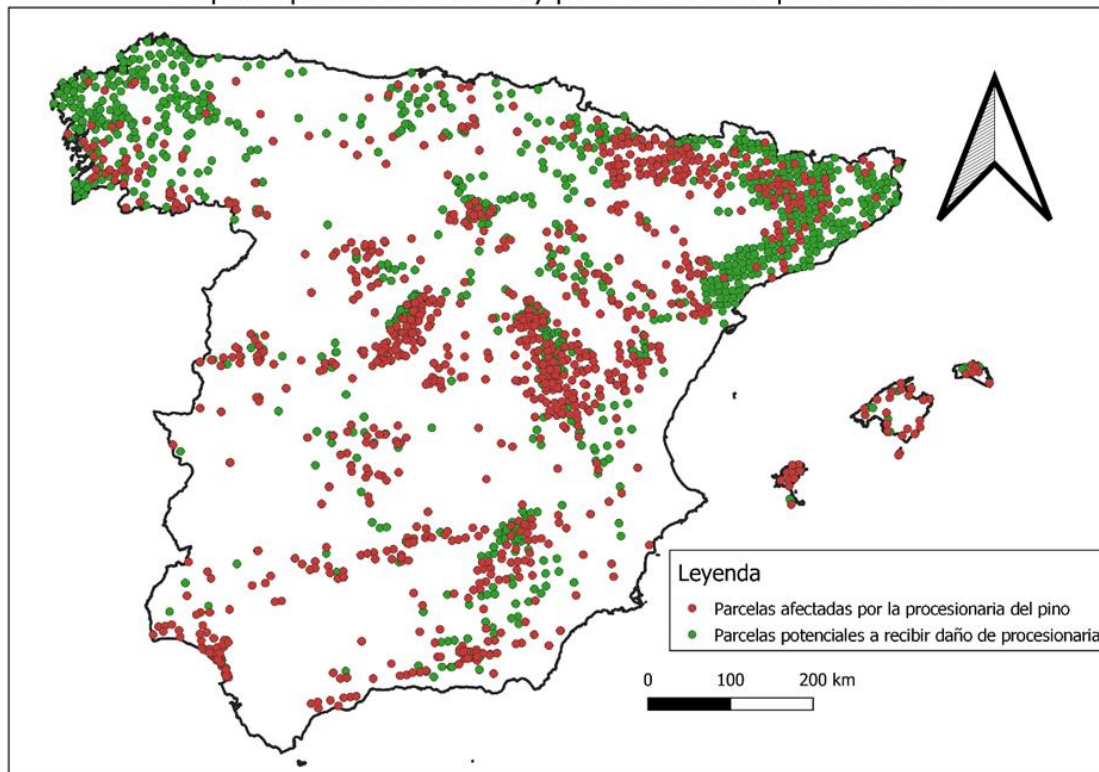 Leyenda
Parcelas afectadas por la procesionaria del pino
Parcelas potenciales a recibir daño de procesionaria
0 100 200 km